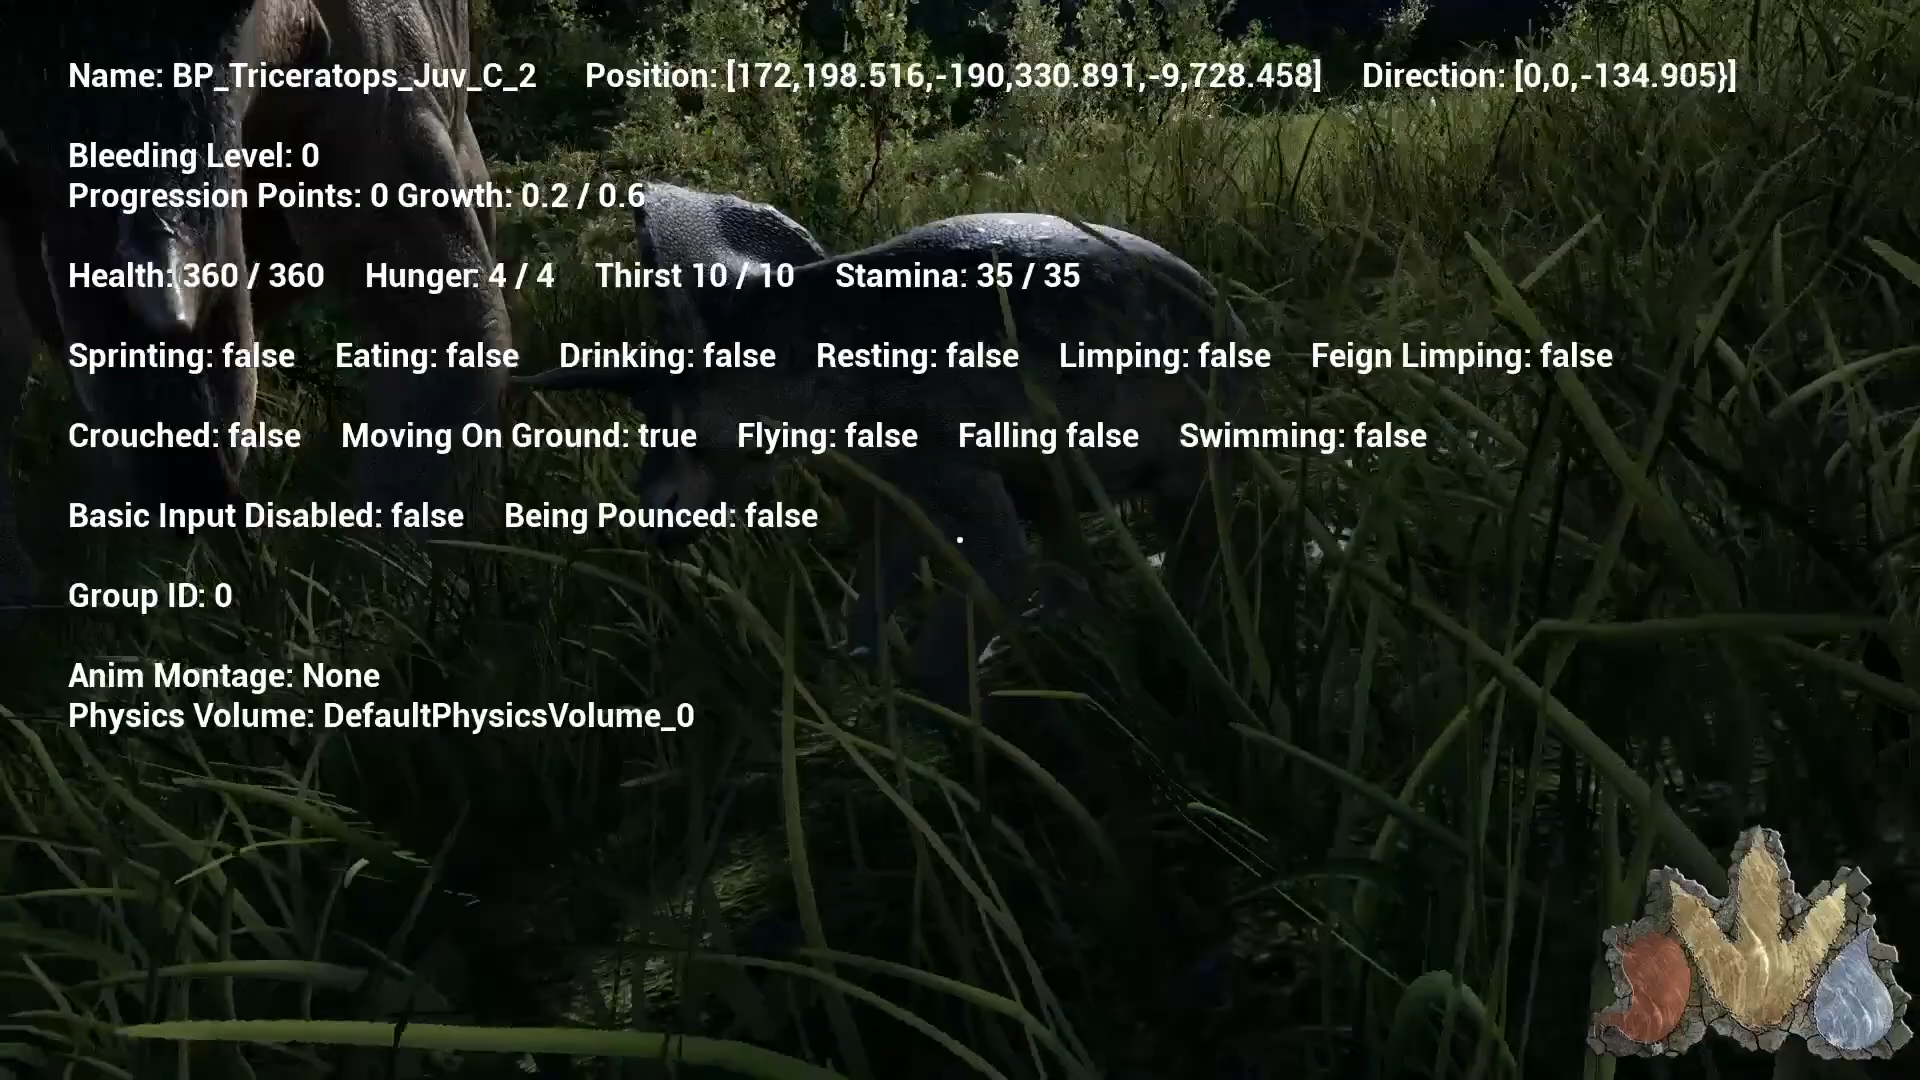 Name: BP_Triceratops_Juv_C_2 Position: [172,198.516,-190,330.891,-9,728.458] Direction: [0,0,-134.905}]
Bleeding Level: 0
Progression Points: 0 Growth: 0.2 / 0.6
Health: 360 / 360 Hunger: 4 / 4 Thirst 10 / 10 Stamina: 35 / 35
Sprinting: false Eating: false Drinking: false Resting: false Limping: false Feign Limping: false
Crouched: false Moving On Ground: true Flying: false Falling false Swimming: false
Basic Input Disabled: false Being Pounced: false
Group ID: 0
Anim Montage: None
Physics Volume: DefaultPhysicsVolume_0